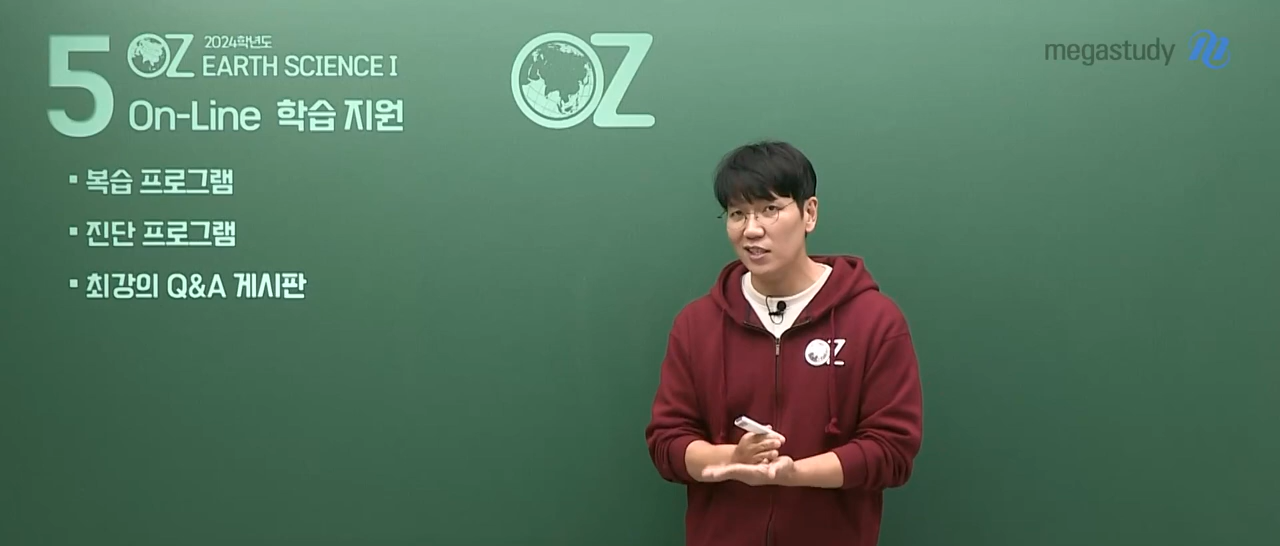 5
OZ 2024학년도
EARTH SCIENCE I
On-Line 학습 지원
▪ 복습 프로그램
▪ 진단 프로그램
▪ 최강의 Q&A 게시판
OZ
megastudy
OZ